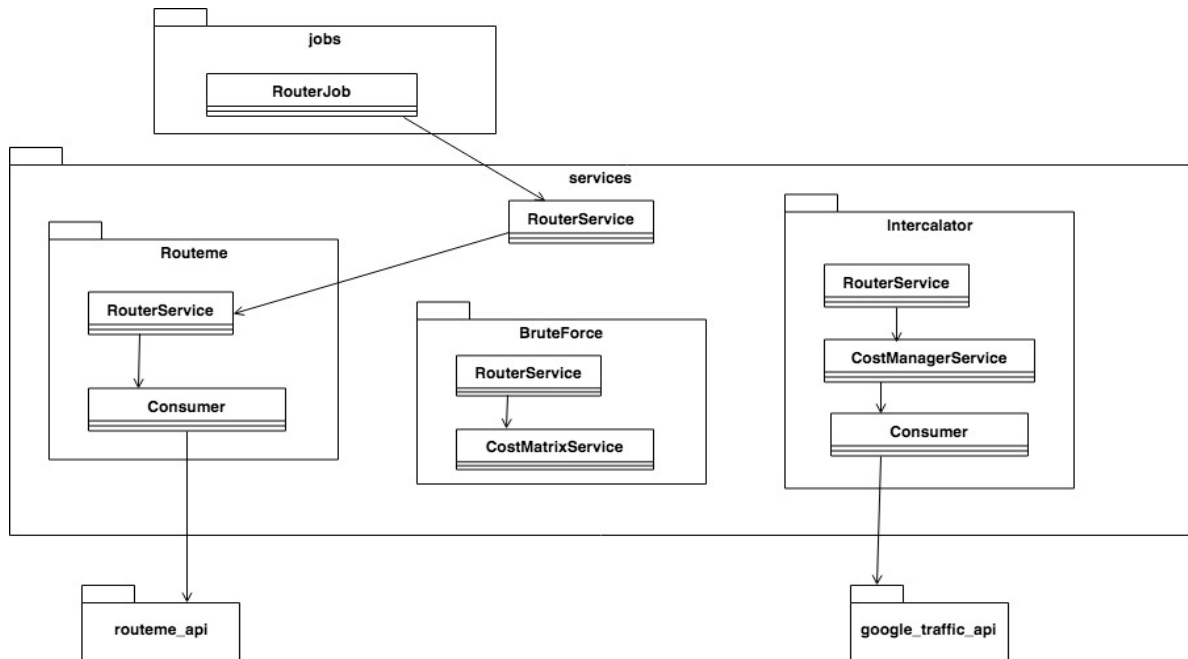 jobs
RouterJob
services
RouterService
Routeme
RouterService
Consumer
BruteForce
RouterService
CostMatrixService
Intercalator
RouterService
CostManagerService
Consumer
routeme_api
google_traffic_api